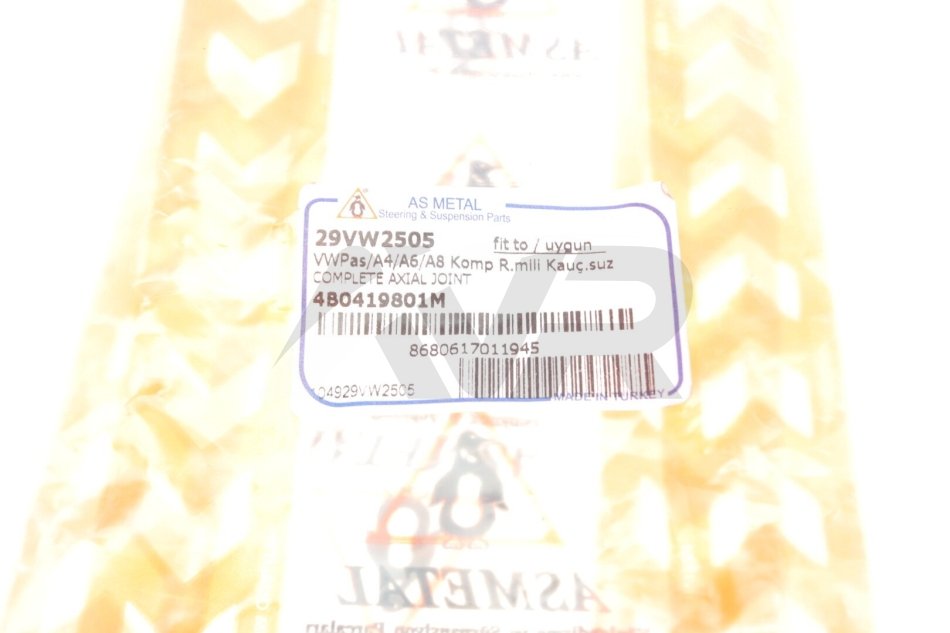 AS METAL
Steering & Suspension Parts
29VW2505 fit to / uygun
VWPas/A4/A6/A8 Komp R.mili Kauç.suz
COMPLETE AXIAL JOINT
4B0419801M
8680617011945
104929VW2505
MADE IN TURKEY
AVR
ASMETAL